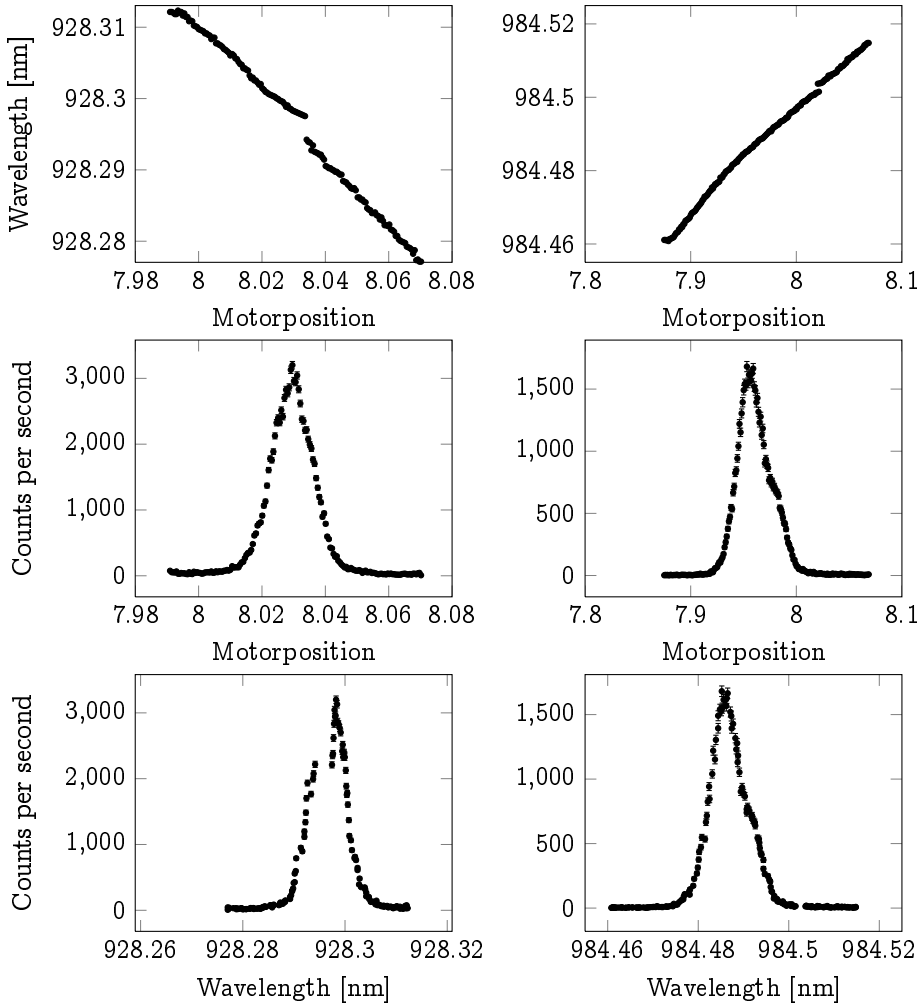 928.31
928.3
928.29
928.28
Wavelength [nm]
7.98 8 8.02 8.04 8.06 8.08
Motorposition
984.52
984.5
984.48
984.46
7.8 7.9 8 8.1
Motorposition
3,000
2,000
1,000
0
Counts per second
7.98 8 8.02 8.04 8.06 8.08
Motorposition
1,500
1,000
500
0
7.8 7.9 8 8.1
Motorposition
3,000
2,000
1,000
0
Counts per second
928.26 928.28 928.3 928.32
Wavelength [nm]
1,500
1,000
500
0
984.46 984.48 984.5 984.52
Wavelength [nm]